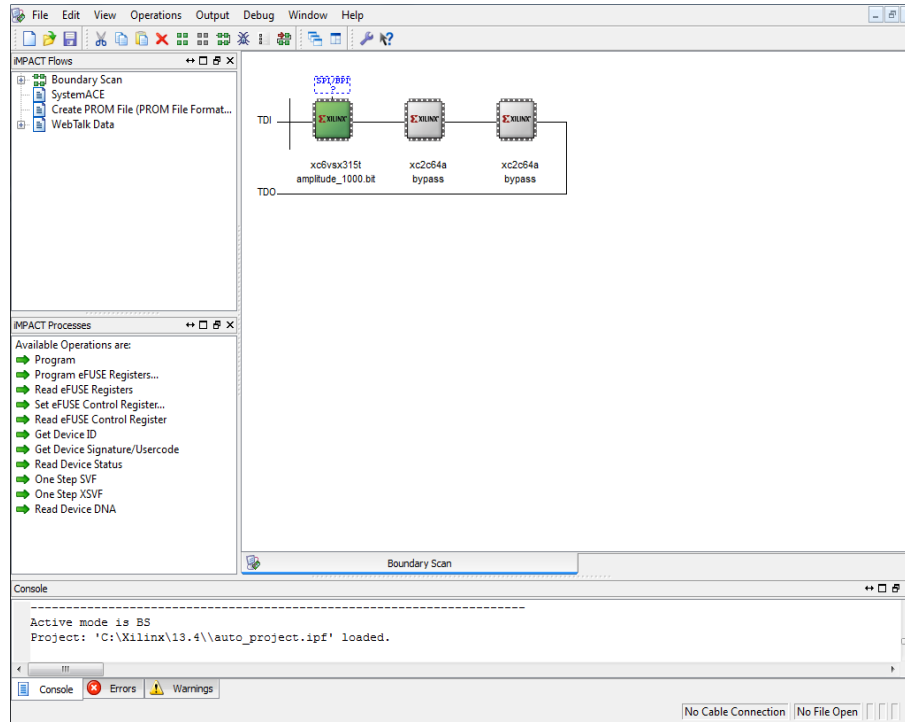 File Edit View Operations Output Debug Window Help
iMPACT Flows
Boundary Scan
SystemACE
Create PROM File (PROM File Format...
WebTalk Data
iMPACT Processes
Available Operations are:
Program
Program eFUSE Registers...
Read eFUSE Registers
Set eFUSE Control Register...
Read eFUSE Control Register
Get Device ID
Get Device Signature/Usercode
Read Device Status
One Step SVF
One Step XSVF
Read Device DNA
SPI/BPI
?
TDI
XILINX XILINX XILINX
xc6vsx315t xc2c64a xc2c64a
amplitude_1000.bit bypass bypass
TDO
Boundary Scan
Console
Active mode is BS
Project: 'C:\Xilinx\13.4\\auto_project.ipf' loaded.
Console Errors Warnings
No Cable Connection No File Open